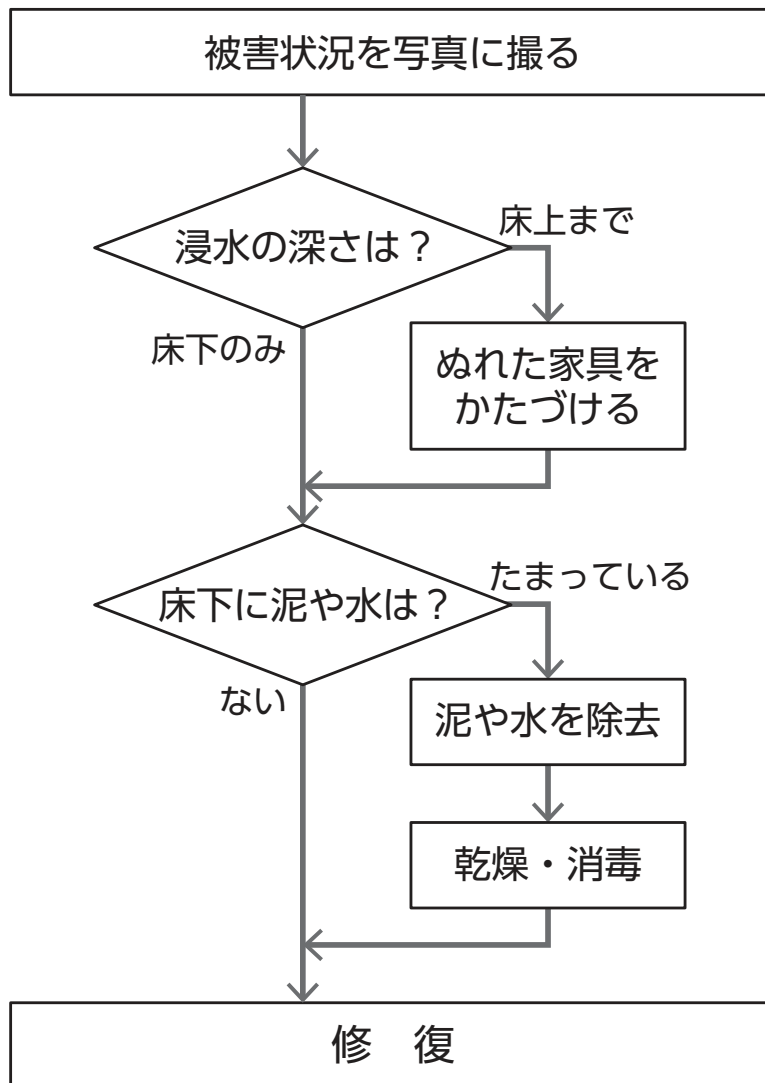 被害状況を写真に撮る
浸水の深さは？
床上まで
床下のみ
ぬれた家具を
かたづける
床下に泥や水は？
たまっている
ない
泥や水を除去
乾燥・消毒
修　復